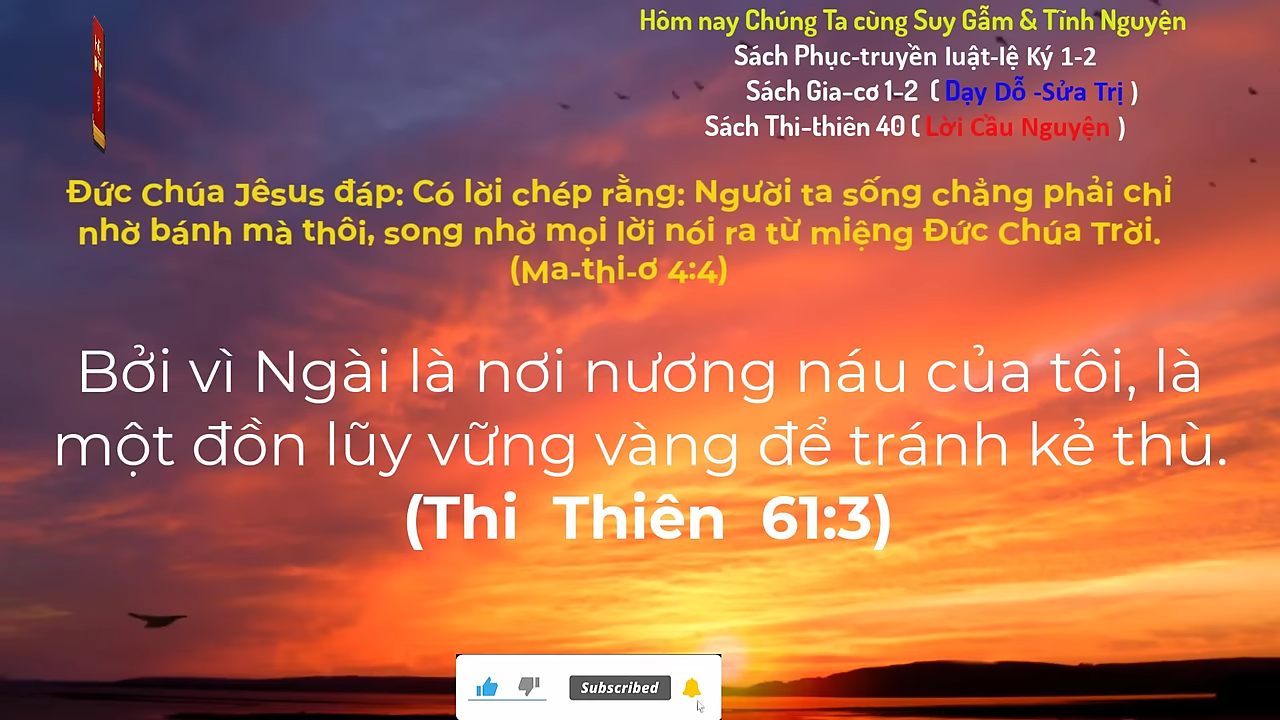 Hôm nay Chúng Ta cùng Suy Gẫm & Tĩnh Nguyện
Sách Phục-truyền luật-lệ Ký 1-2
Sách Gia-cơ 1-2 ( Dạy Dỗ -Sửa Trị )
Sách Thi-thiên 40 ( Lời Cầu Nguyện )
Đức Chúa Jêsus đáp: Có lời chép rằng: Người ta sống chẳng phải chỉ
nhờ bánh mà thôi, song nhờ mọi lời nói ra từ miệng Đức Chúa Trời.
(Ma-thi-ơ 4:4)
Bởi vì Ngài là nơi nương náu của tôi, là
một đồn lũy vững vàng để tránh kẻ thù.
(Thi Thiên 61:3)
Subscribed